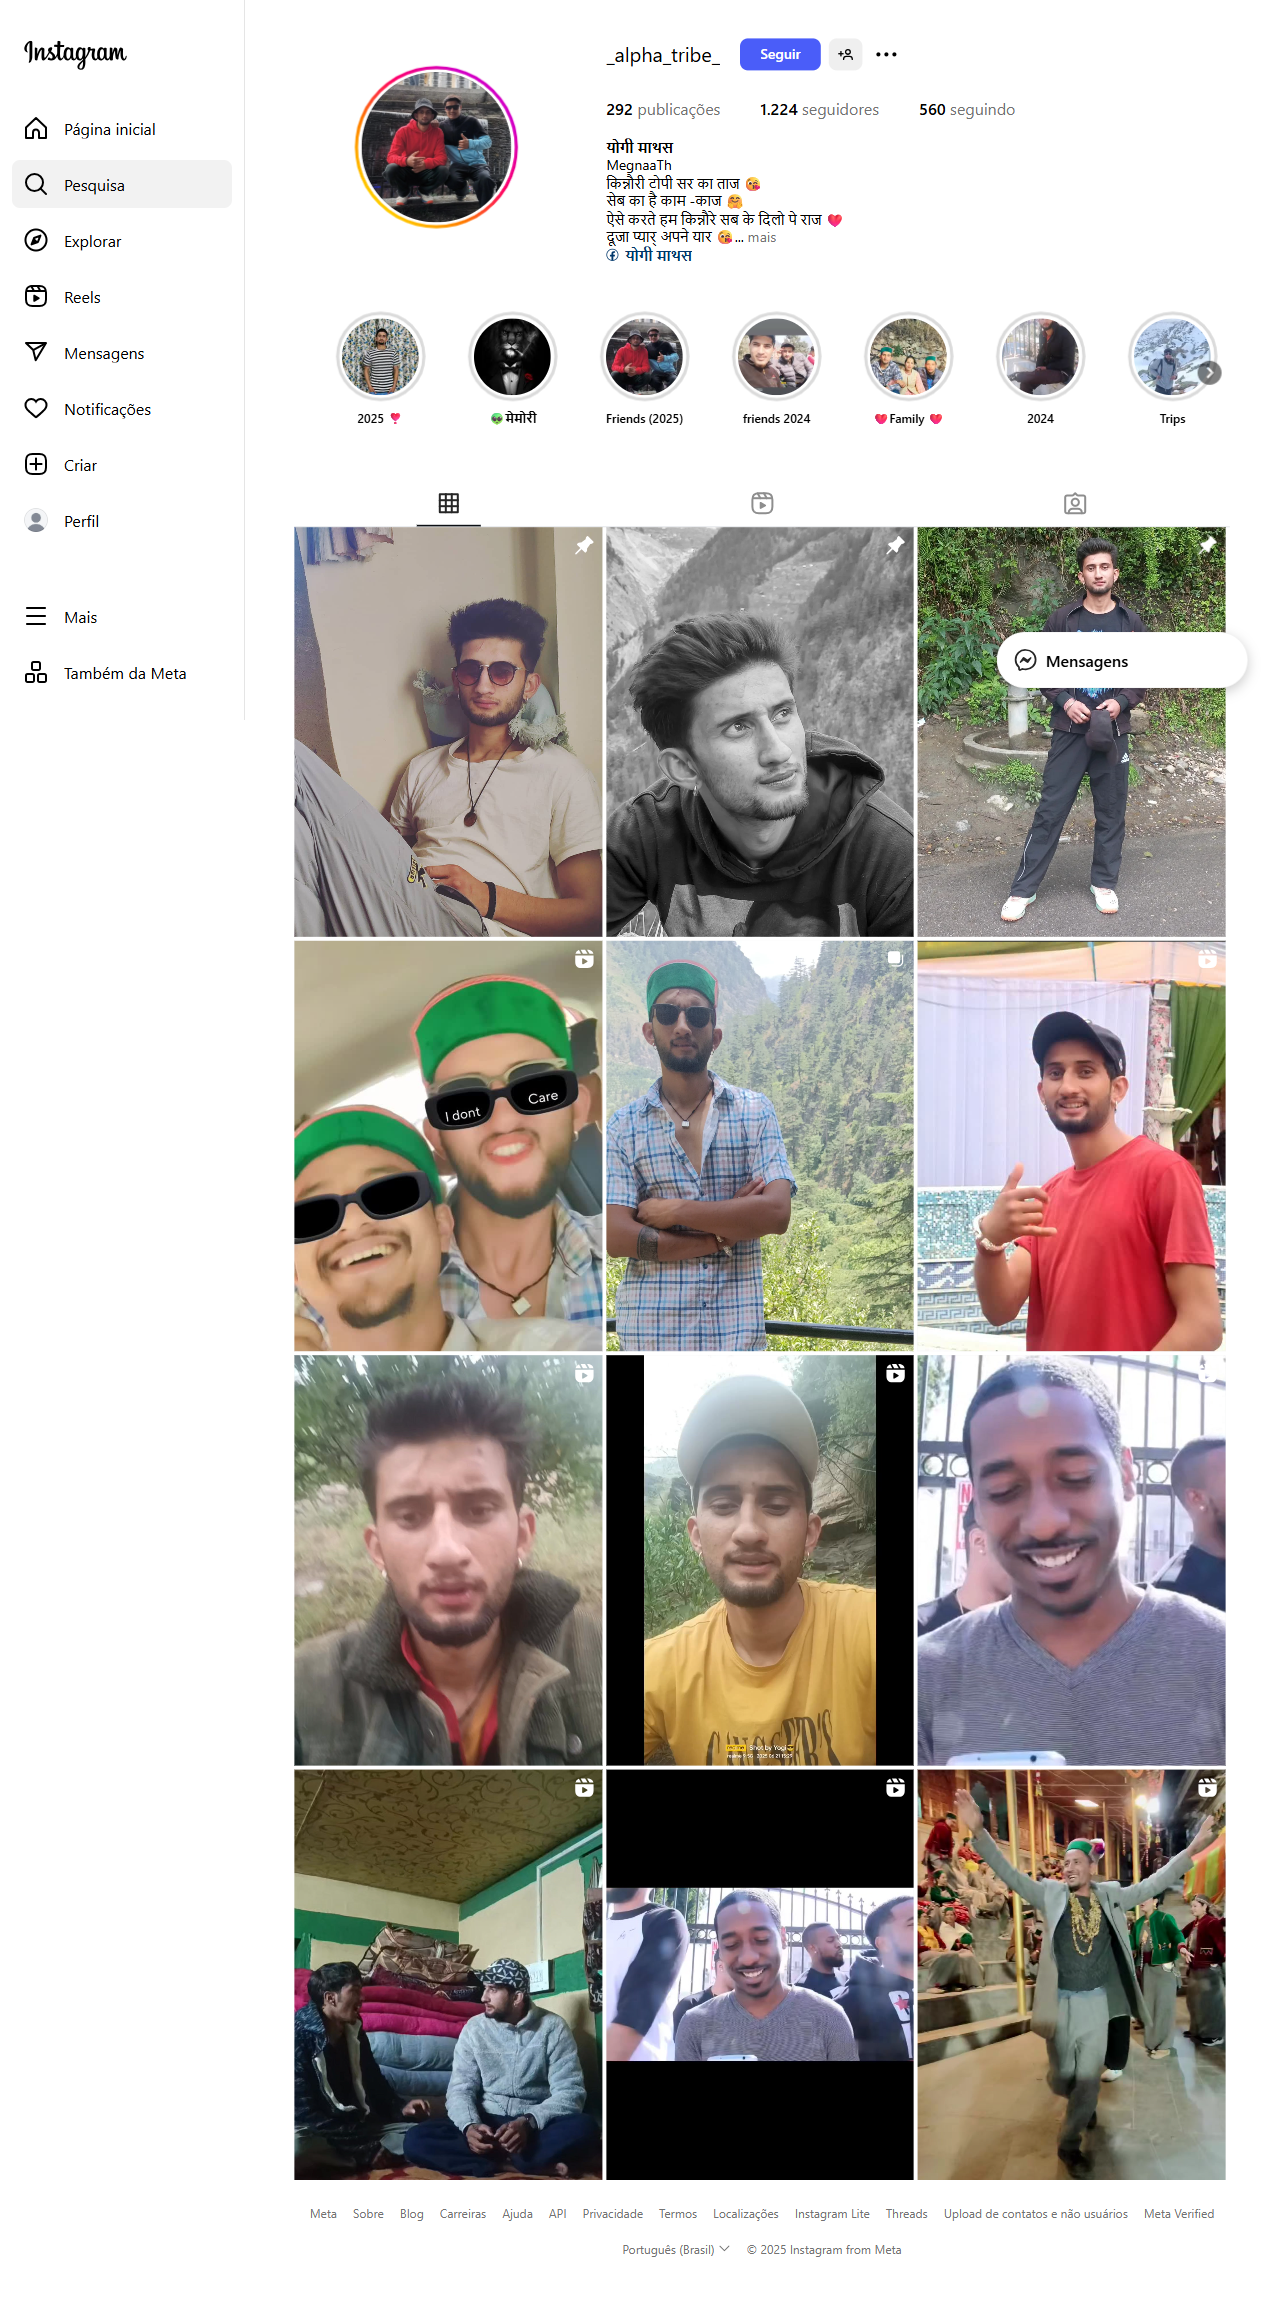 Instagram
Página inicial
Pesquisa
Explorar
Reels
Mensagens
Notificações
Criar
Perfil
Mais
Também da Meta
_alpha_tribe_
Seguir
292 publicações
1.224 seguidores
560 seguindo
योगी माथस
MegnaaTh
किन्नौरी टोपी सर का ताज 😘
सेब का है काम -काज 🤗
ऐसे करते हम किन्नौरे सब के दिलो पे राज ❤️
दूजा प्यार् अपने यार 😘... mais
योगी माथस
2025 ❣️
👽मेमोरी
Friends (2025)
friends 2024
❤️Family ❤️
2024
Trips
Mensagens
I dont Care
Shot by Yogi
Meta Sobre Blog Carreiras Ajuda API Privacidade Termos Localizações Instagram Lite Threads Upload de contatos e não usuários Meta Verified
Português (Brasil) © 2025 Instagram from Meta